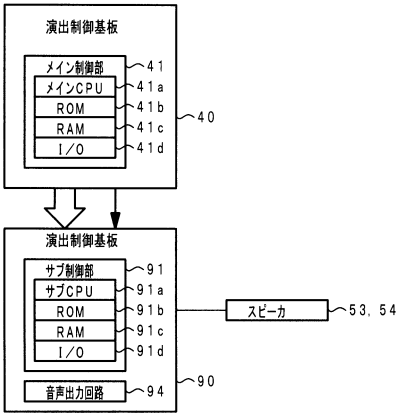 演出制御基板
メイン制御部 41
メインCPU 41a
ROM 41b
RAM 41c
I/O 41d
40
演出制御基板
サブ制御部 91
サブCPU 91a
ROM 91b
RAM 91c
I/O 91d
スピーカ 53, 54
音声出力回路 94
90